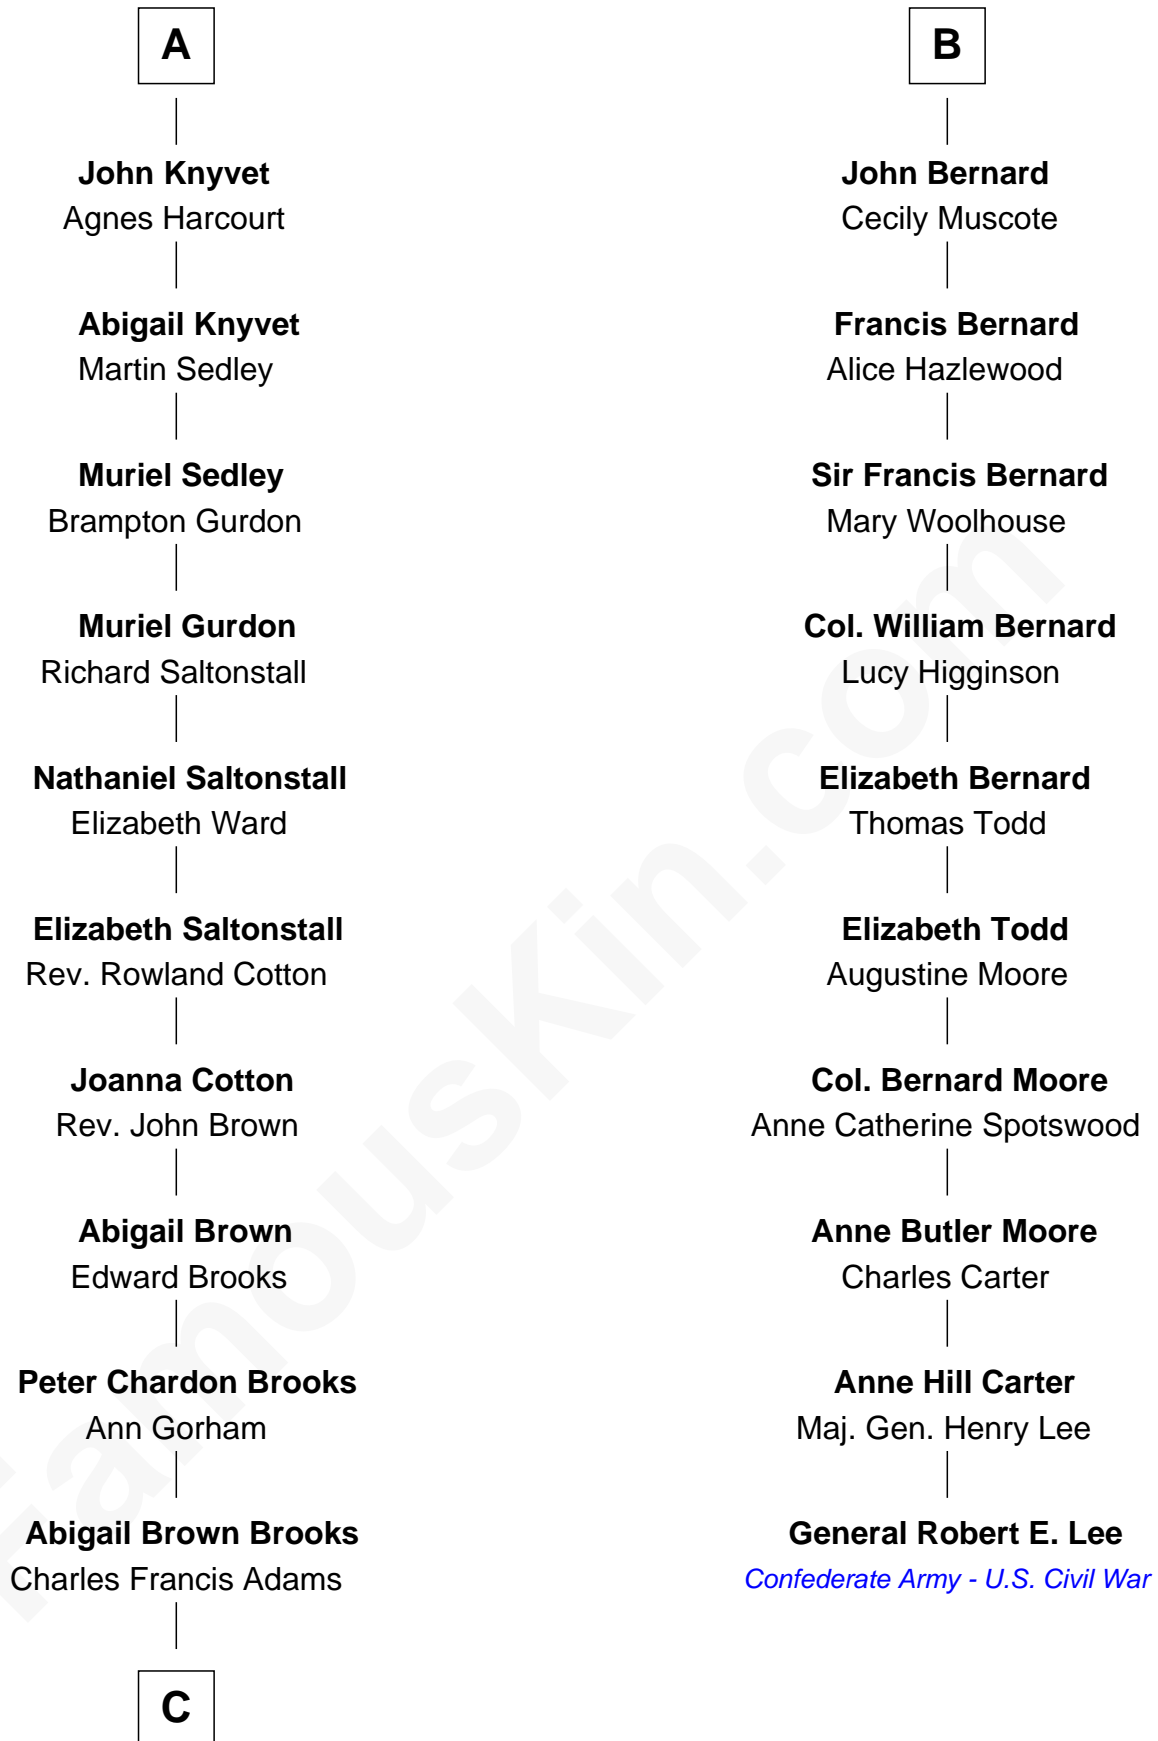 A
John Knyvet
Agnes Harcourt
Abigail Knyvet
Martin Sedley
Muriel Sedley
Brampton Gurdon
Muriel Gurdon
Richard Saltonstall
Nathaniel Saltonstall
Elizabeth Ward
Elizabeth Saltonstall
Rev. Rowland Cotton
Joanna Cotton
Rev. John Brown
Abigail Brown
Edward Brooks
Peter Chardon Brooks
Ann Gorham
Abigail Brown Brooks
Charles Francis Adams
C
B
John Bernard
Cecily Muscote
Francis Bernard
Alice Hazlewood
Sir Francis Bernard
Mary Woolhouse
Col. William Bernard
Lucy Higginson
Elizabeth Bernard
Thomas Todd
Elizabeth Todd
Augustine Moore
Col. Bernard Moore
Anne Catherine Spotswood
Anne Butler Moore
Charles Carter
Anne Hill Carter
Maj. Gen. Henry Lee
General Robert E. Lee
Confederate Army - U.S. Civil War
FamousKin.com